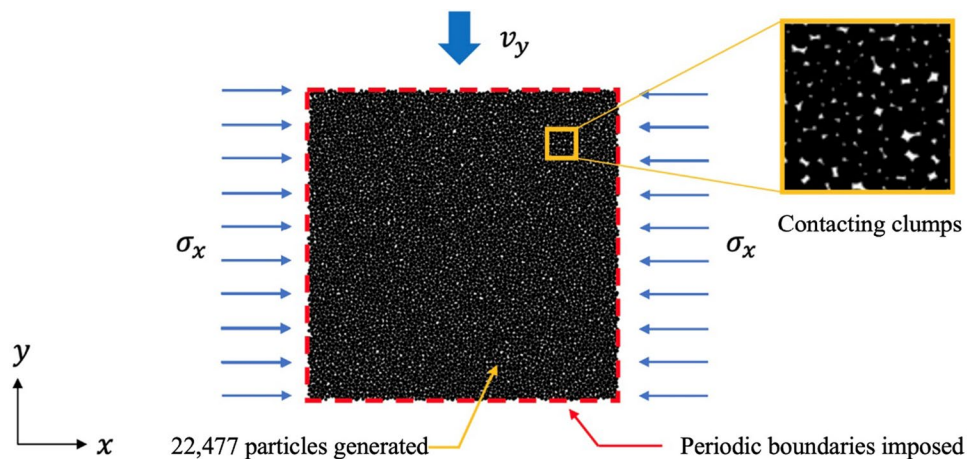 v_y
Contacting clumps
σ_x
σ_x
y
x
22,477 particles generated
Periodic boundaries imposed